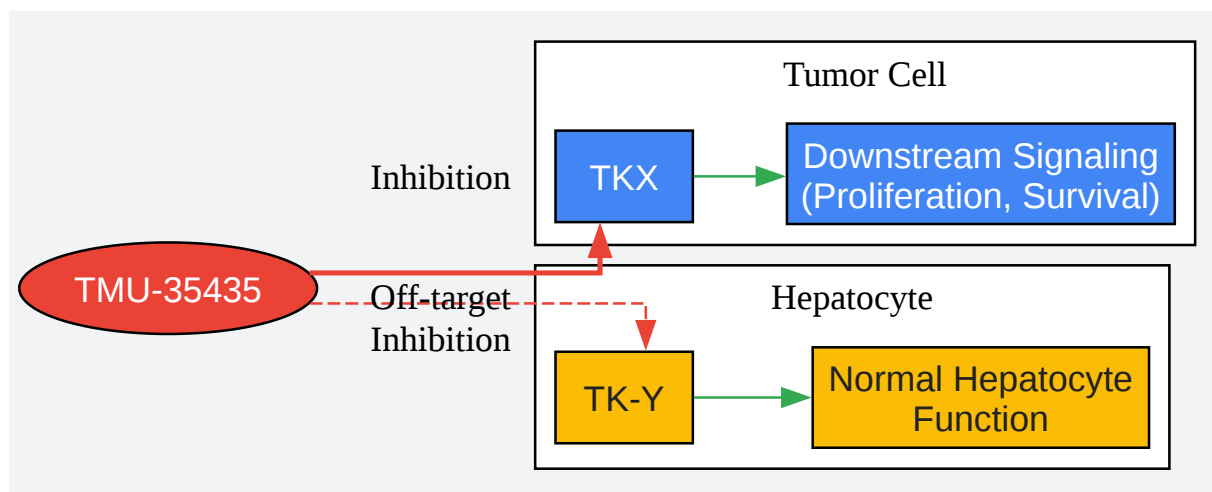 Tumor Cell
Inhibition
TKX
Downstream Signaling
(Proliferation, Survival)
TMU-35435
Off-target
Inhibition
Hepatocyte
TK-Y
Normal Hepatocyte
Function